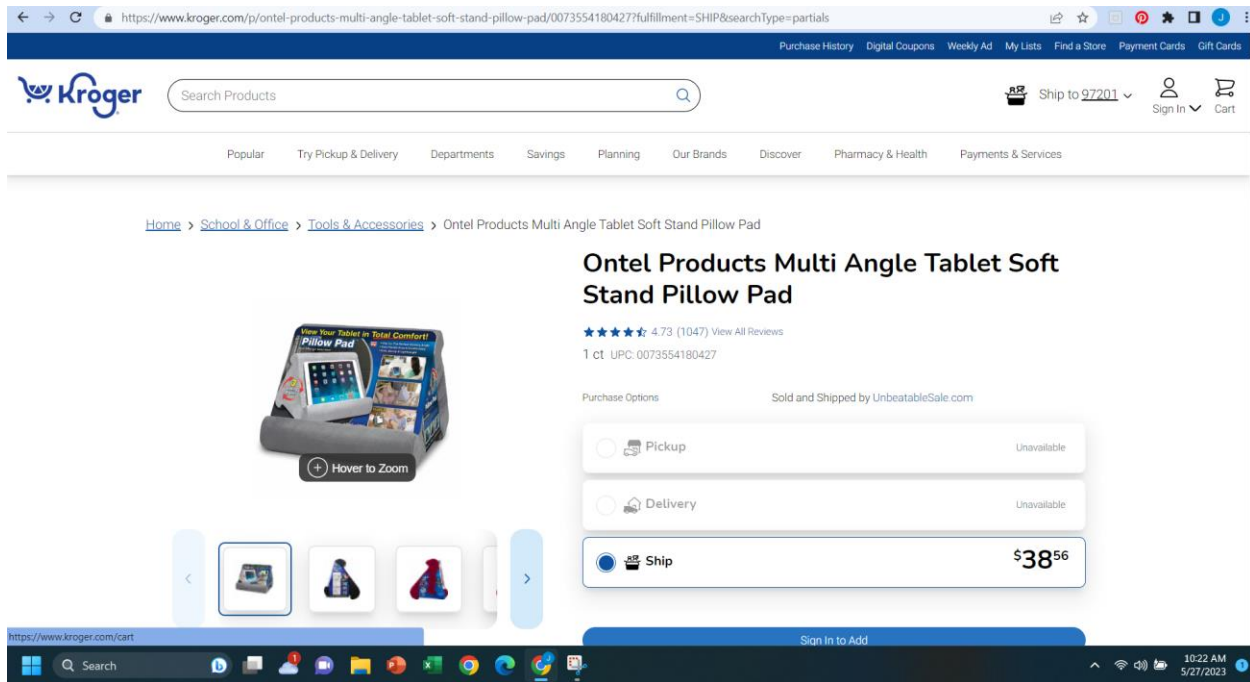 https://www.kroger.com/p/ontel-products-multi-angle-tablet-soft-stand-pillow-pad/0073554180427?fulfillment=SHIP&searchType=partials
Purchase History Digital Coupons Weekly Ad My Lists Find a Store Payment Cards Gift Cards
Kroger
Search Products
Ship to 97201
Sign In
Cart
Popular Try Pickup & Delivery Departments Savings Planning Our Brands Discover Pharmacy & Health Payments & Services
Home > School & Office > Tools & Accessories > Ontel Products Multi Angle Tablet Soft Stand Pillow Pad
Ontel Products Multi Angle Tablet Soft
Stand Pillow Pad
4.73 (1047) View All Reviews
1 ct UPC: 0073554180427
View Your Tablet in Total Comfort!
Pillow Pad
Hover to Zoom
Purchase Options Sold and Shipped by UnbeatableSale.com
Pickup Unavailable
Delivery Unavailable
Ship $38 56
Sign In to Add
https://www.kroger.com/cart
Search
10:22 AM
5/27/2023
1